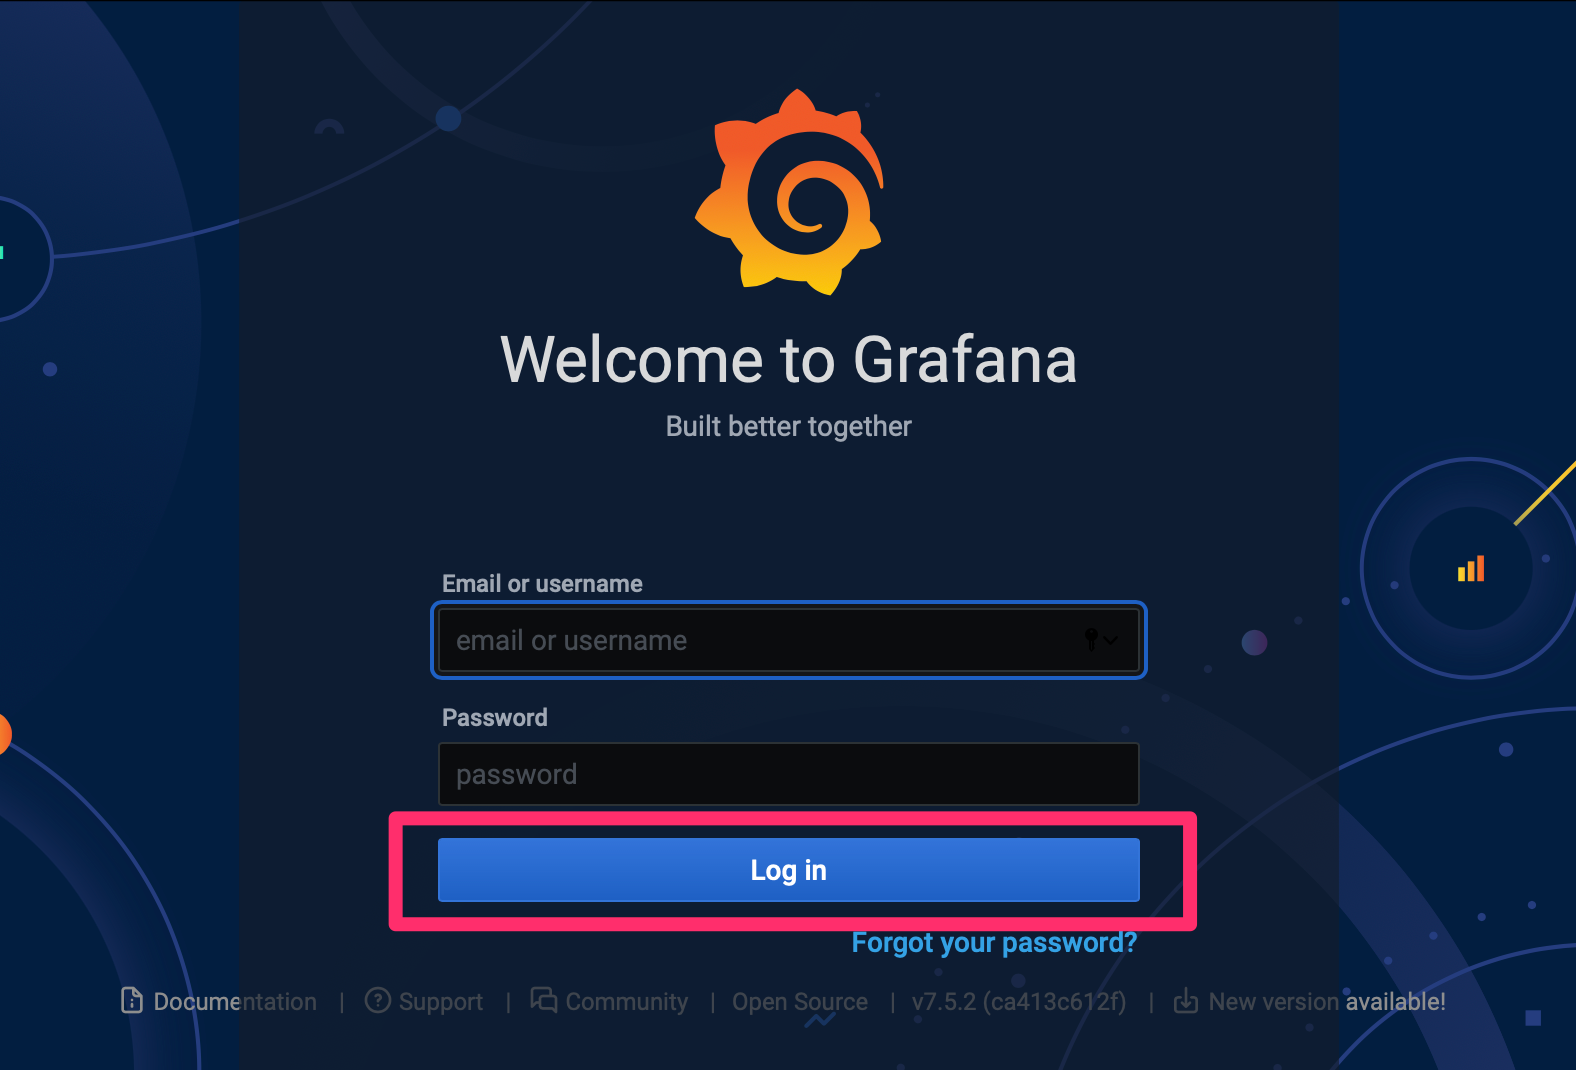 Welcome to Grafana
Built better together
Email or username
email or username
Password
password
Log in
Forgot your password?
Documentation | Support | Community | Open Source | v7.5.2 (ca413c612f) | New version available!